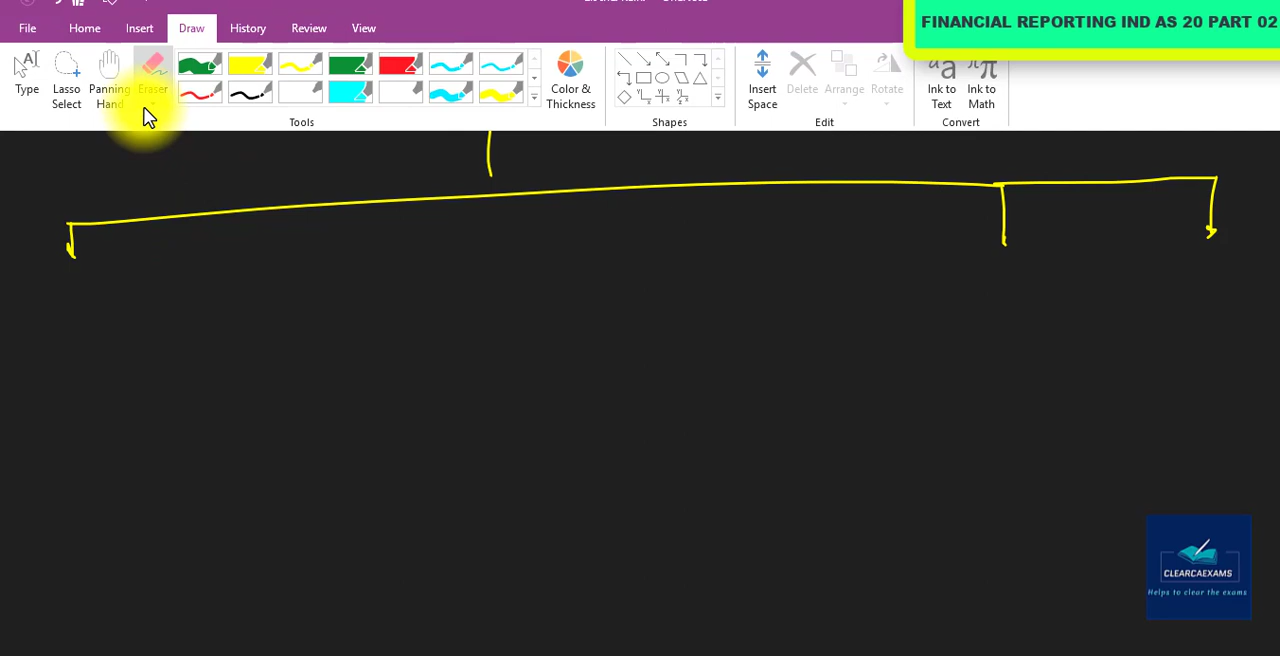 FINANCIAL REPORTING IND AS 20 PART 02
File
Home
Insert
Draw
History
Review
View
Type
Lasso
Select
Panning
Hand
Eraser
Color &
Thickness
Insert
Space
Delete
Arrange
Rotate
Ink to
Text
Ink to
Math
Tools
Shapes
Edit
Convert
CLEARCAEXAMS
Helps to clear the exams